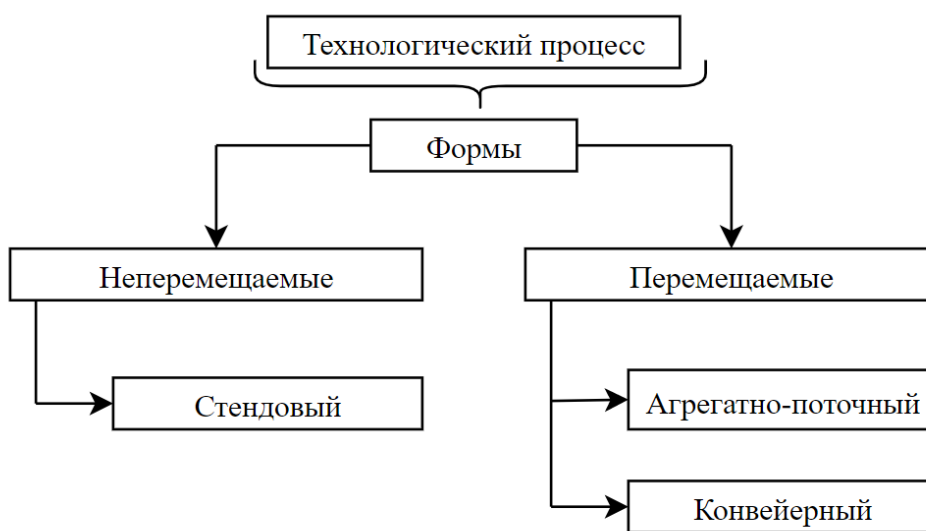 Технологический процесс
Формы
Неперемещаемые
Перемещаемые
Стендовый
Агрегатно-поточный
Конвейерный